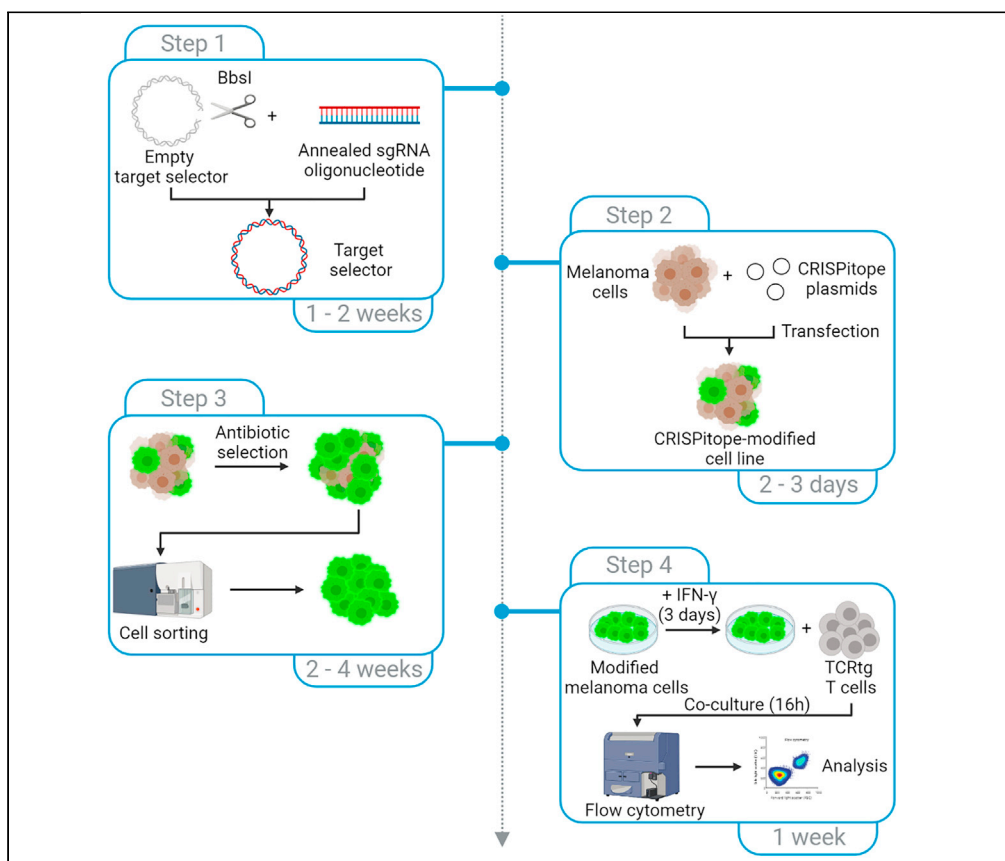 Step 1
BbsI
+
Empty
target selector
Annealed sgRNA
oligonucleotide
Target
selector
1 - 2 weeks
Step 2
Melanoma
cells
+
CRISPitope
plasmids
Transfection
CRISPitope-modified
cell line
2 - 3 days
Step 3
Antibiotic
selection
Cell sorting
2 - 4 weeks
Step 4
+ IFN-γ
(3 days)
+
Modified
melanoma cells
TCRtg
T cells
Co-culture (16h)
Flow cytometry
Analysis
Flow cytometry
1 week